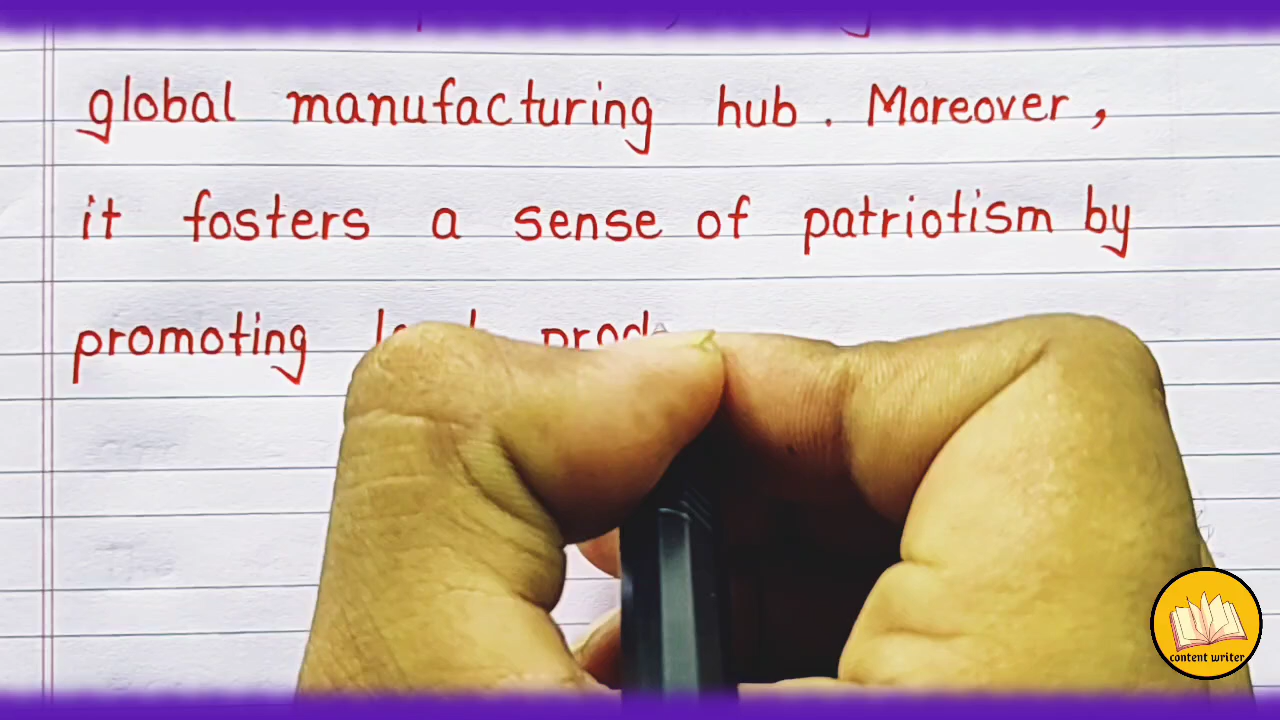 global manufacturing hub. Moreover,
it fosters a sense of patriotism by
promoting
content writer